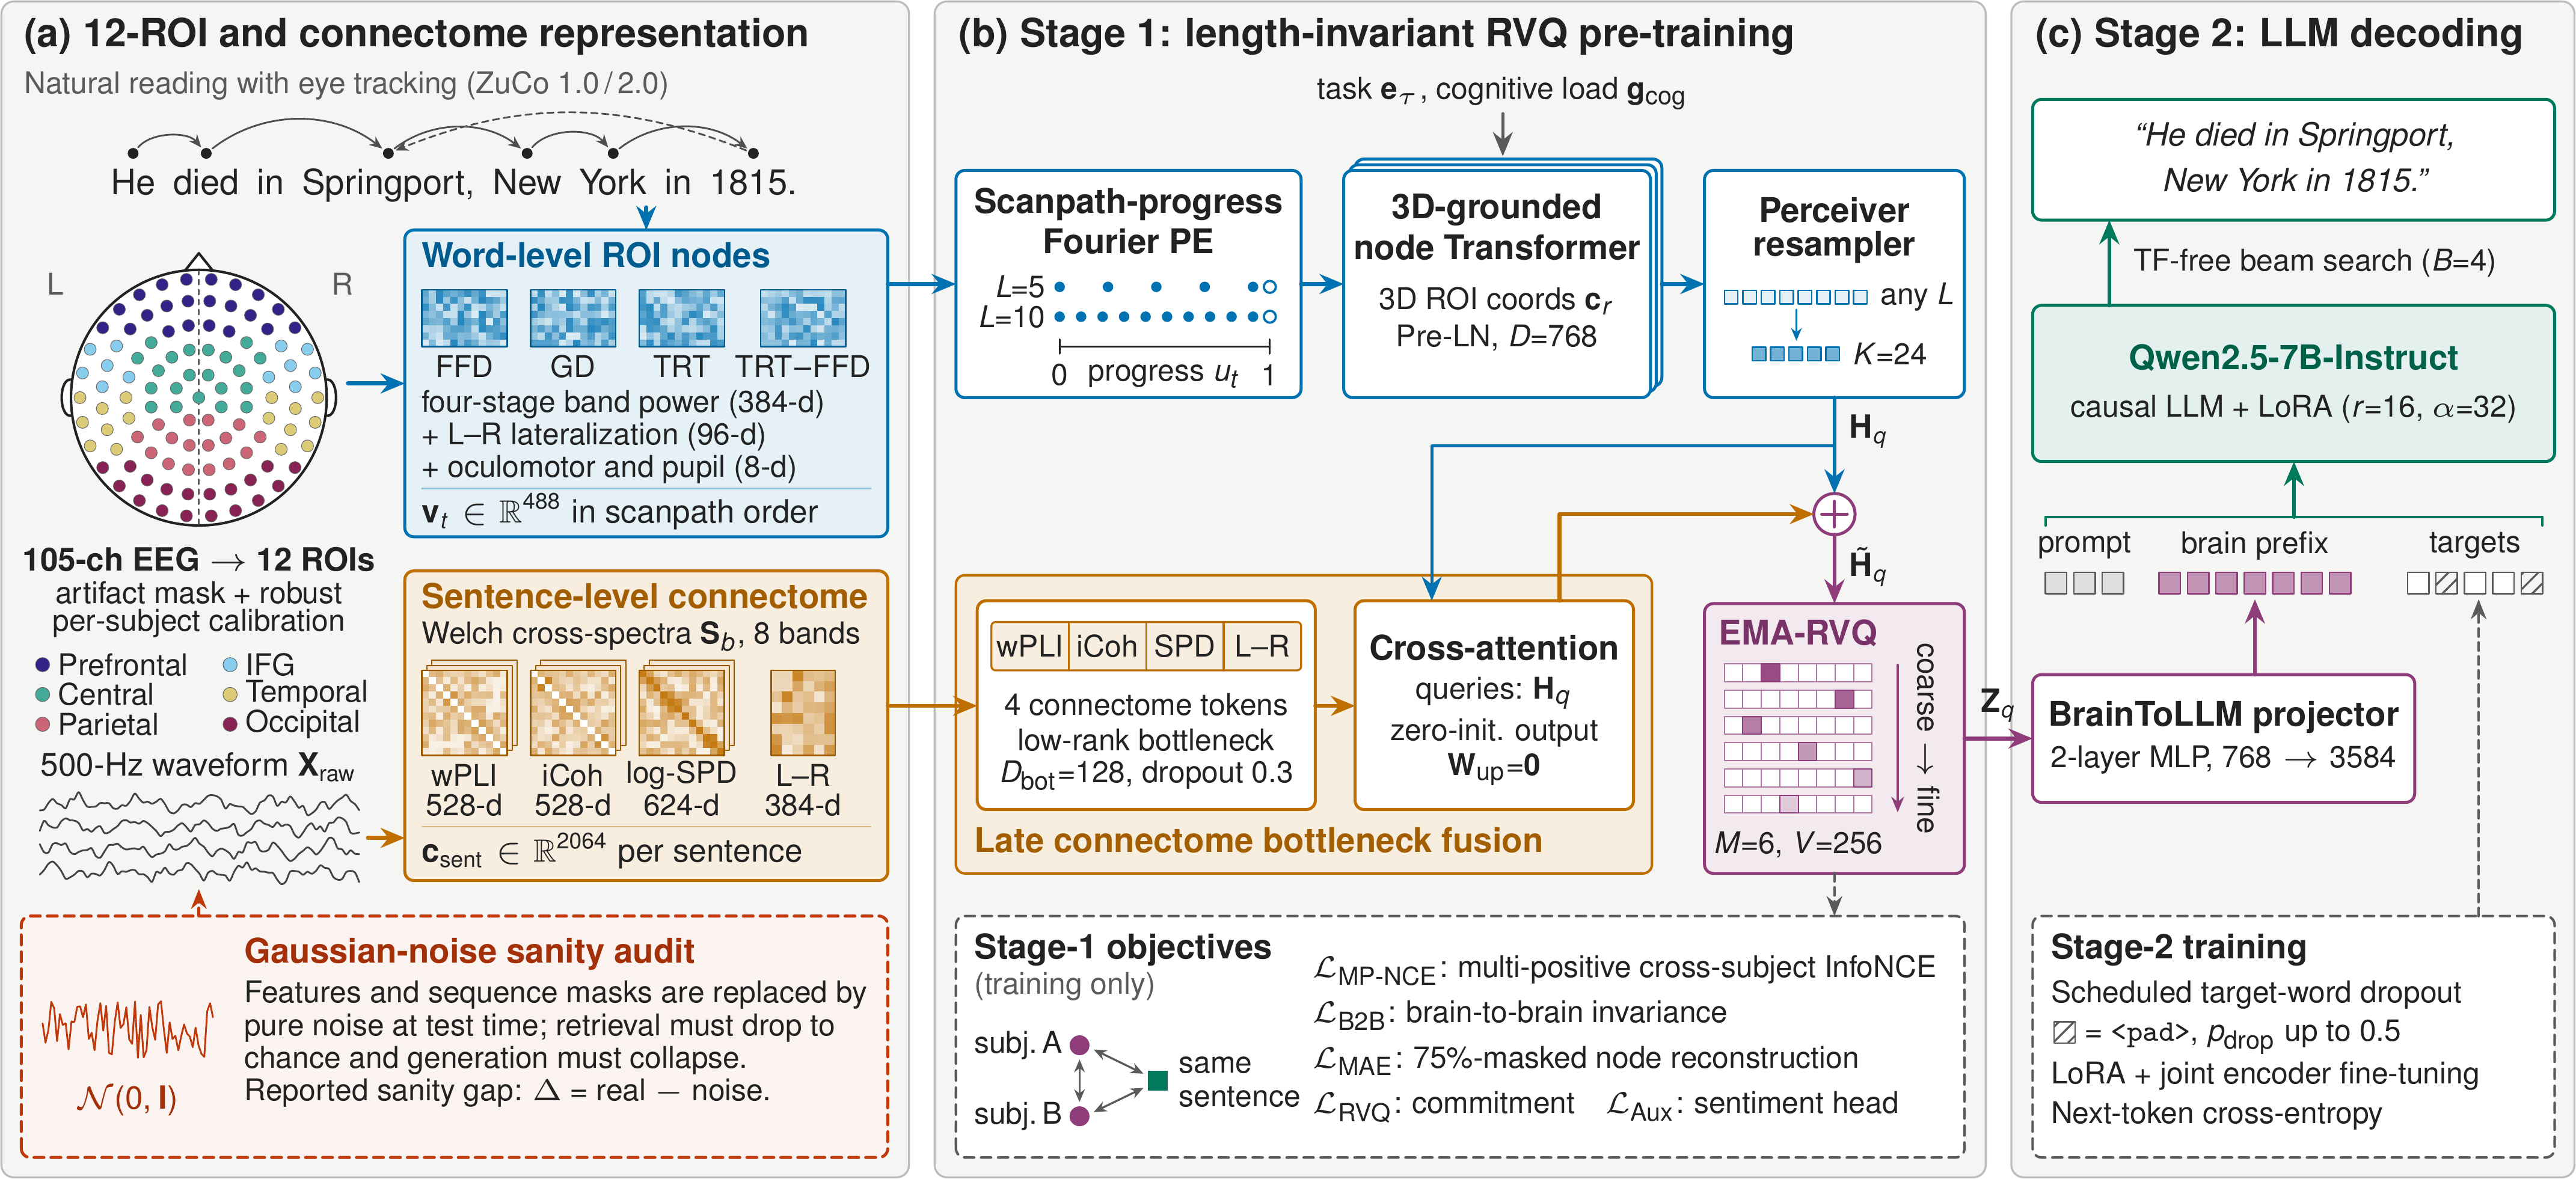 (a) 12-ROI and connectome representation
Natural reading with eye tracking (ZuCo 1.0 / 2.0)
He died in Springport, New York in 1815.
L
R
105-ch EEG → 12 ROIs
artifact mask + robust
per-subject calibration
Prefrontal
IFG
Central
Temporal
Parietal
Occipital
500-Hz waveform X_raw
Word-level ROI nodes
FFD GD TRT TRT−FFD
four-stage band power (384-d)
+ L–R lateralization (96-d)
+ oculomotor and pupil (8-d)
v_t ∈ ℝ^488 in scanpath order
Sentence-level connectome
Welch cross-spectra S_b, 8 bands
wPLI iCoh log-SPD L–R
528-d 528-d 624-d 384-d
c_sent ∈ ℝ^2064 per sentence
Gaussian-noise sanity audit
Features and sequence masks are replaced by
pure noise at test time; retrieval must drop to
chance and generation must collapse.
Reported sanity gap: Δ = real − noise.
𝒩(0, I)
(b) Stage 1: length-invariant RVQ pre-training
task e_τ, cognitive load g_cog
Scanpath-progress
Fourier PE
L=5
L=10
0 progress u_t 1
3D-grounded
node Transformer
3D ROI coords c_r
Pre-LN, D=768
Perceiver
resampler
any L
K=24
H_q
H̃_q
wPLI iCoh SPD L–R
4 connectome tokens
low-rank bottleneck
D_bot=128, dropout 0.3
Cross-attention
queries: H_q
zero-init. output
W_up=0
Late connectome bottleneck fusion
EMA-RVQ
coarse → fine
M=6, V=256
Z_q
Stage-1 objectives
(training only)
subj. A
subj. B
same
sentence
ℒ_MP-NCE: multi-positive cross-subject InfoNCE
ℒ_B2B: brain-to-brain invariance
ℒ_MAE: 75%-masked node reconstruction
ℒ_RVQ: commitment ℒ_Aux: sentiment head
(c) Stage 2: LLM decoding
“He died in Springport,
New York in 1815.”
TF-free beam search (B=4)
Qwen2.5-7B-Instruct
causal LLM + LoRA (r=16, α=32)
prompt brain prefix targets
BrainToLLM projector
2-layer MLP, 768 → 3584
Stage-2 training
Scheduled target-word dropout
= <pad>, p_drop up to 0.5
LoRA + joint encoder fine-tuning
Next-token cross-entropy